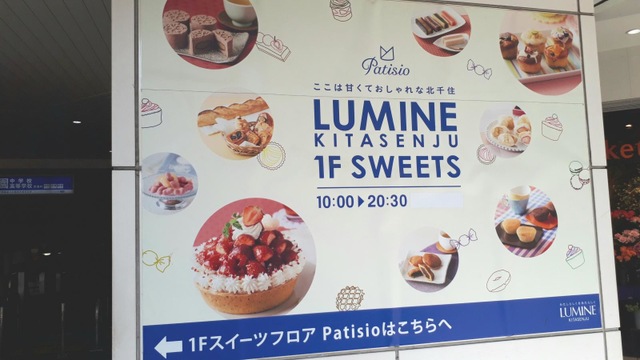 Patisio
ここは甘くておしゃれな北千住
LUMINE
KITASENJU
1F SWEETS
10:00▶20:30
LUMINE
KITASENJU
← 1Fスイーツフロア Patisioはこちらへ